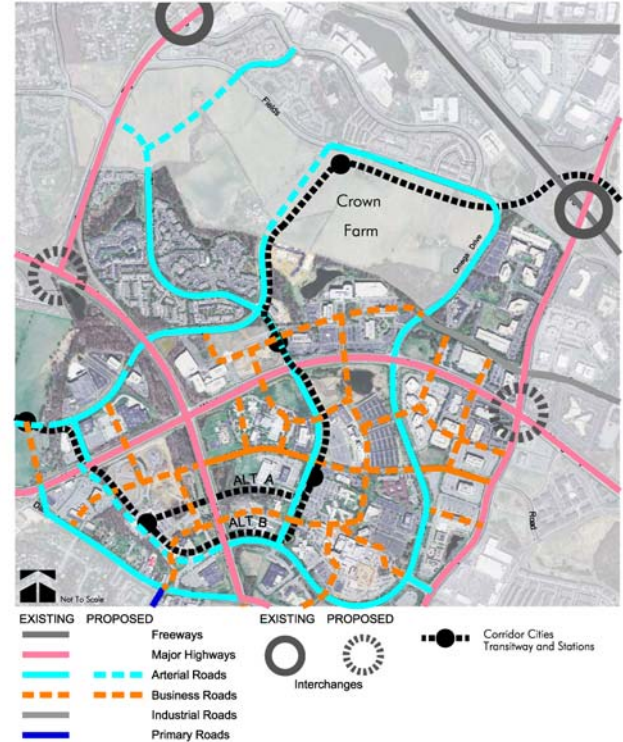 Fields
Crown
Farm
Omega Drive
ALT A
ALT B
Road
Not To Scale
EXISTING PROPOSED
Freeways
Major Highways
Arterial Roads
Business Roads
Industrial Roads
Primary Roads
EXISTING PROPOSED
Interchanges
Corridor Cities
Transitway and Stations